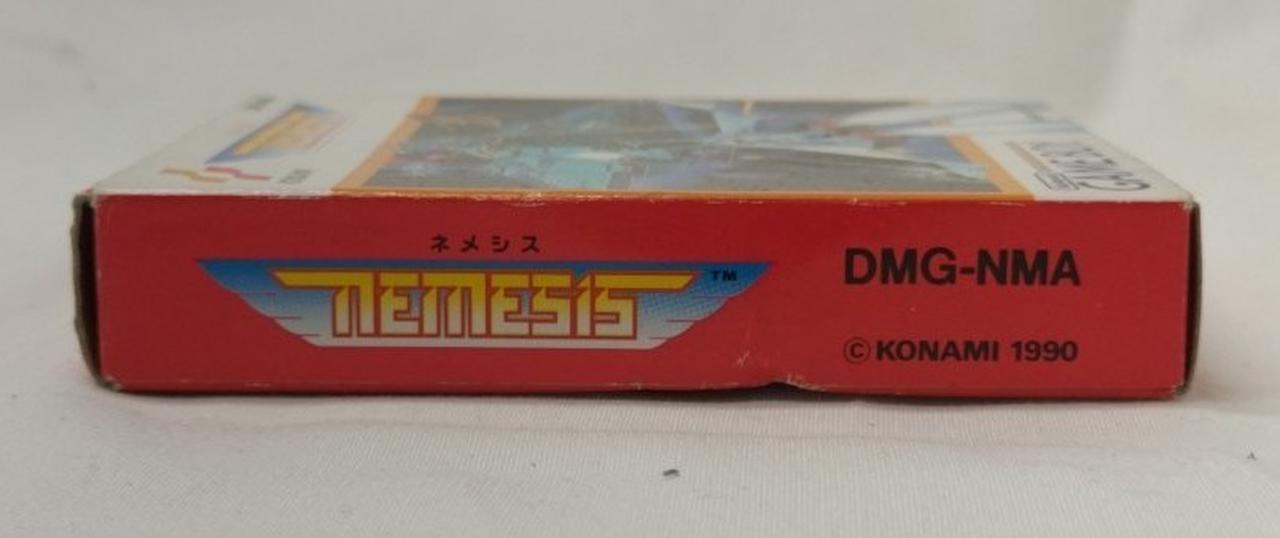 ネメシス
NEMESIS™
DMG-NMA
©KONAMI 1990